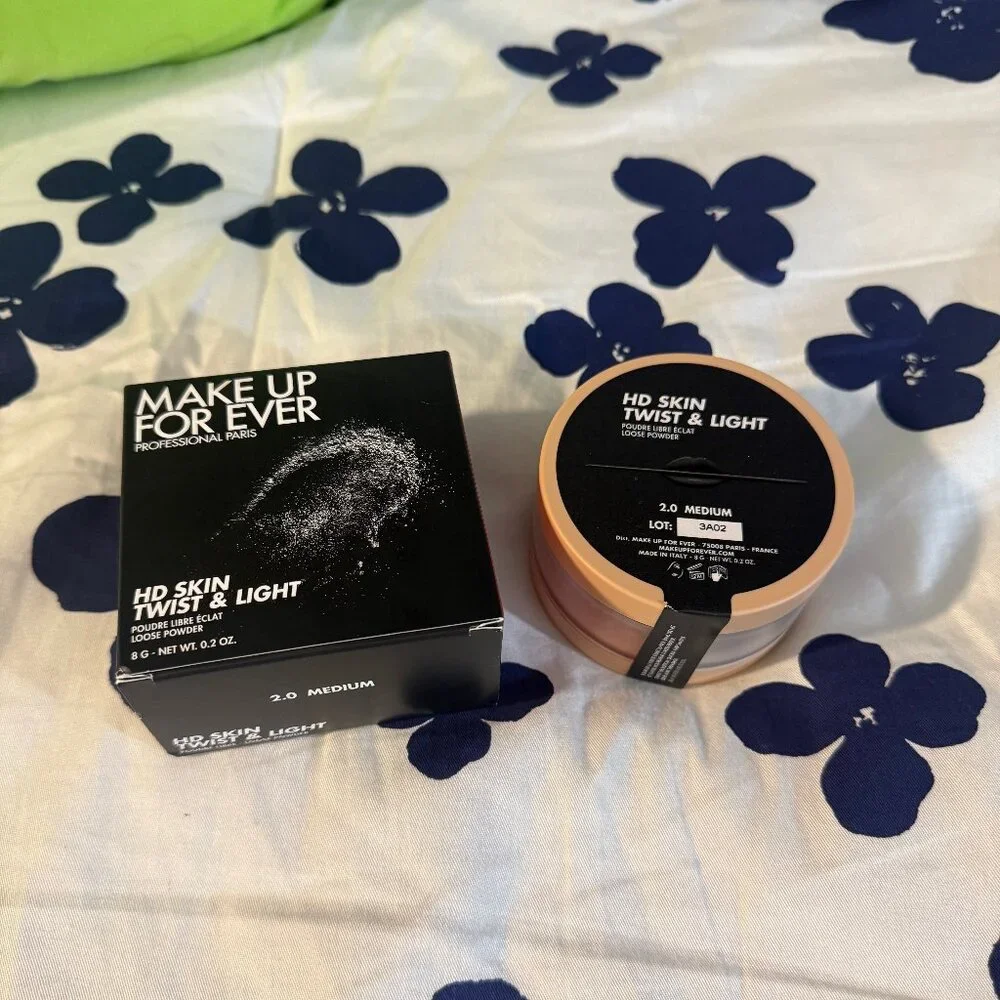 MAKE UP
FOR EVER
PROFESSIONAL PARIS
HD SKIN
TWIST & LIGHT
POUDRE LIBRE ÉCLAT
LOOSE POWDER
8 G - NET WT. 0.2 OZ.
2.0 MEDIUM
HD SKIN
TWIST & LIGHT
HD SKIN
TWIST & LIGHT
POUDRE LIBRE ÉCLAT
LOOSE POWDER
2.0 MEDIUM
LOT: 3A02
Dist. MAKE UP FOR EVER - 75008 PARIS - FRANCE
MAKEUPFOREVER.COM
MADE IN ITALY - 8 G - NET WT. 0.2 OZ.
12M